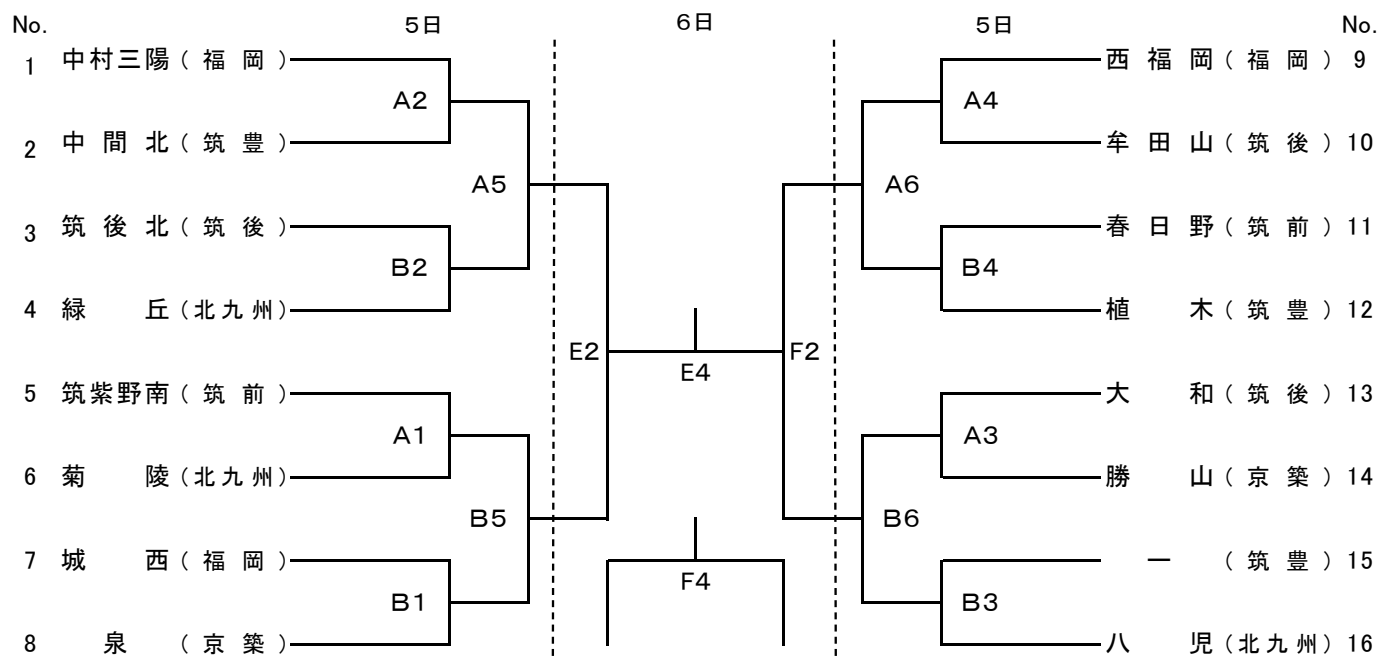 No. 5日 6日 5日 No.
1 中村三陽(福岡) 西福岡(福岡) 9
A2 A4
2 中間北(筑豊) 牟田山(筑後) 10
A5 A6
3 筑後北(筑後) 春日野(筑前) 11
B2 B4
4 緑丘(北九州) 植木(筑豊) 12
E2 E4 F2
5 筑紫野南(筑前) 大和(筑後) 13
A1 A3
6 菊陵(北九州) 勝山(京築) 14
B5 B6
7 城西(福岡) 一(筑豊) 15
F4
B1 B3
8 泉(京築) 八児(北九州) 16